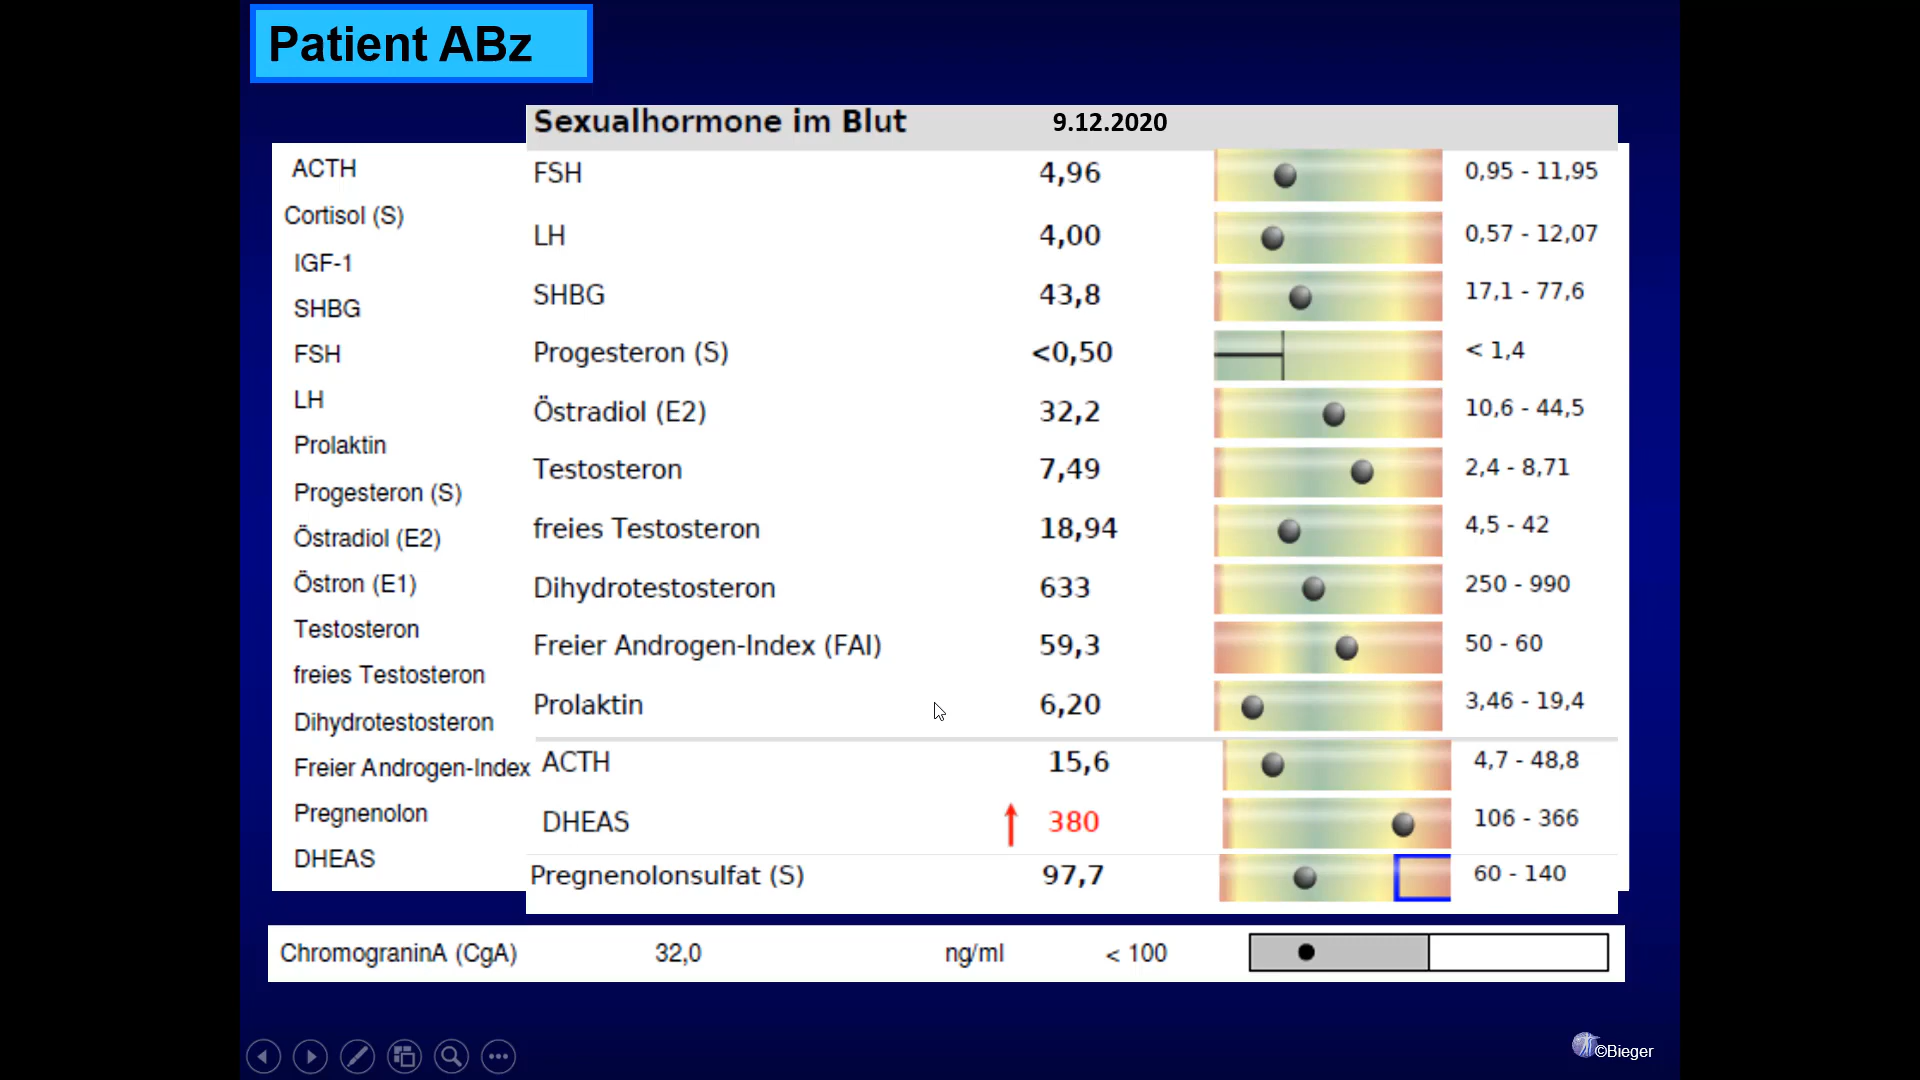 Patient ABz
Sexualhormone im Blut 9.12.2020
ACTH
Cortisol (S)
IGF-1
SHBG
FSH
LH
Prolaktin
Progesteron (S)
Östradiol (E2)
Östron (E1)
Testosteron
freies Testosteron
Dihydrotestosteron
Freier Androgen-Index
Pregnenolon
DHEAS
FSH 4,96 0,95 - 11,95
LH 4,00 0,57 - 12,07
SHBG 43,8 17,1 - 77,6
Progesteron (S) <0,50 < 1,4
Östradiol (E2) 32,2 10,6 - 44,5
Testosteron 7,49 2,4 - 8,71
freies Testosteron 18,94 4,5 - 42
Dihydrotestosteron 633 250 - 990
Freier Androgen-Index (FAI) 59,3 50 - 60
Prolaktin 6,20 3,46 - 19,4
ACTH 15,6 4,7 - 48,8
DHEAS 380 106 - 366
Pregnenolonsulfat (S) 97,7 60 - 140
ChromograninA (CgA) 32,0 ng/ml < 100
©Bieger